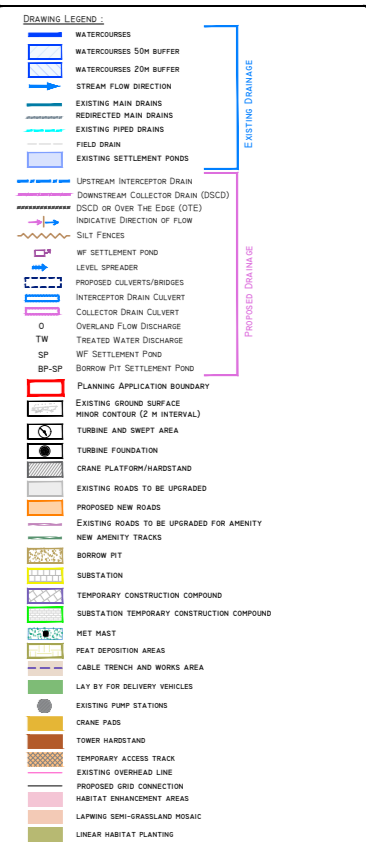 DRAWING LEGEND :
WATERCOURSES
WATERCOURSES 50M BUFFER
WATERCOURSES 20M BUFFER
STREAM FLOW DIRECTION
EXISTING MAIN DRAINS
REDIRECTED MAIN DRAINS
EXISTING PIPED DRAINS
FIELD DRAIN
EXISTING SETTLEMENT PONDS
EXISTING DRAINAGE
UPSTREAM INTERCEPTOR DRAIN
DOWNSTREAM COLLECTOR DRAIN (DSCD)
DSCD OR OVER THE EDGE (OTE)
INDICATIVE DIRECTION OF FLOW
SILT FENCES
WF SETTLEMENT POND
LEVEL SPREADER
PROPOSED CULVERTS/BRIDGES
INTERCEPTOR DRAIN CULVERT
COLLECTOR DRAIN CULVERT
O OVERLAND FLOW DISCHARGE
TW TREATED WATER DISCHARGE
SP WF SETTLEMENT POND
BP-SP BORROW PIT SETTLEMENT POND
PROPOSED DRAINAGE
PLANNING APPLICATION BOUNDARY
EXISTING GROUND SURFACE
MINOR CONTOUR (2 M INTERVAL)
TURBINE AND SWEPT AREA
TURBINE FOUNDATION
CRANE PLATFORM/HARDSTAND
EXISTING ROADS TO BE UPGRADED
PROPOSED NEW ROADS
EXISTING ROADS TO BE UPGRADED FOR AMENITY
NEW AMENITY TRACKS
BORROW PIT
SUBSTATION
TEMPORARY CONSTRUCTION COMPOUND
SUBSTATION TEMPORARY CONSTRUCTION COMPOUND
MET MAST
PEAT DEPOSITION AREAS
CABLE TRENCH AND WORKS AREA
LAY BY FOR DELIVERY VEHICLES
EXISTING PUMP STATIONS
CRANE PADS
TOWER HARDSTAND
TEMPORARY ACCESS TRACK
EXISTING OVERHEAD LINE
PROPOSED GRID CONNECTION
HABITAT ENHANCEMENT AREAS
LAPWING SEMI-GRASSLAND MOSAIC
LINEAR HABITAT PLANTING